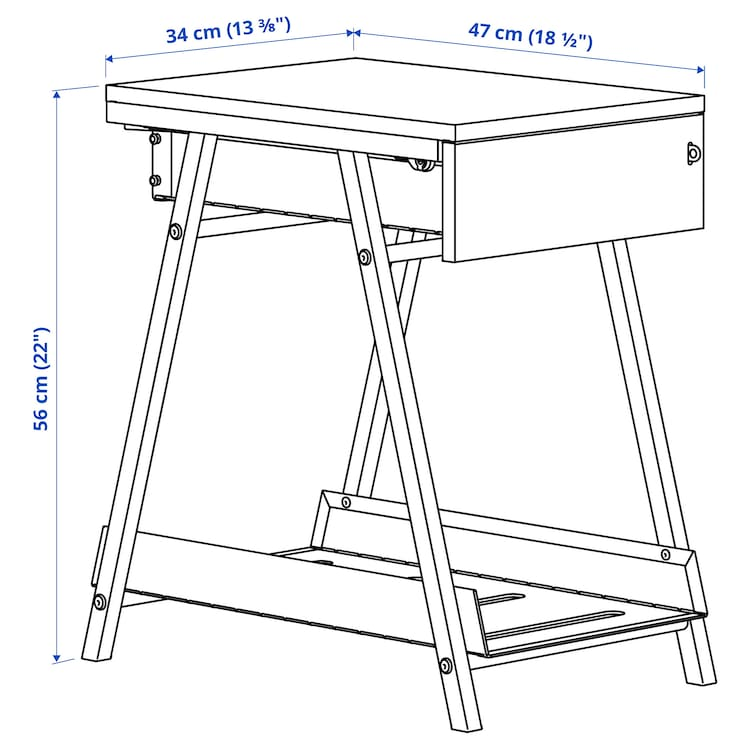 34 cm (13 ⅜")
47 cm (18 ½")
56 cm (22")